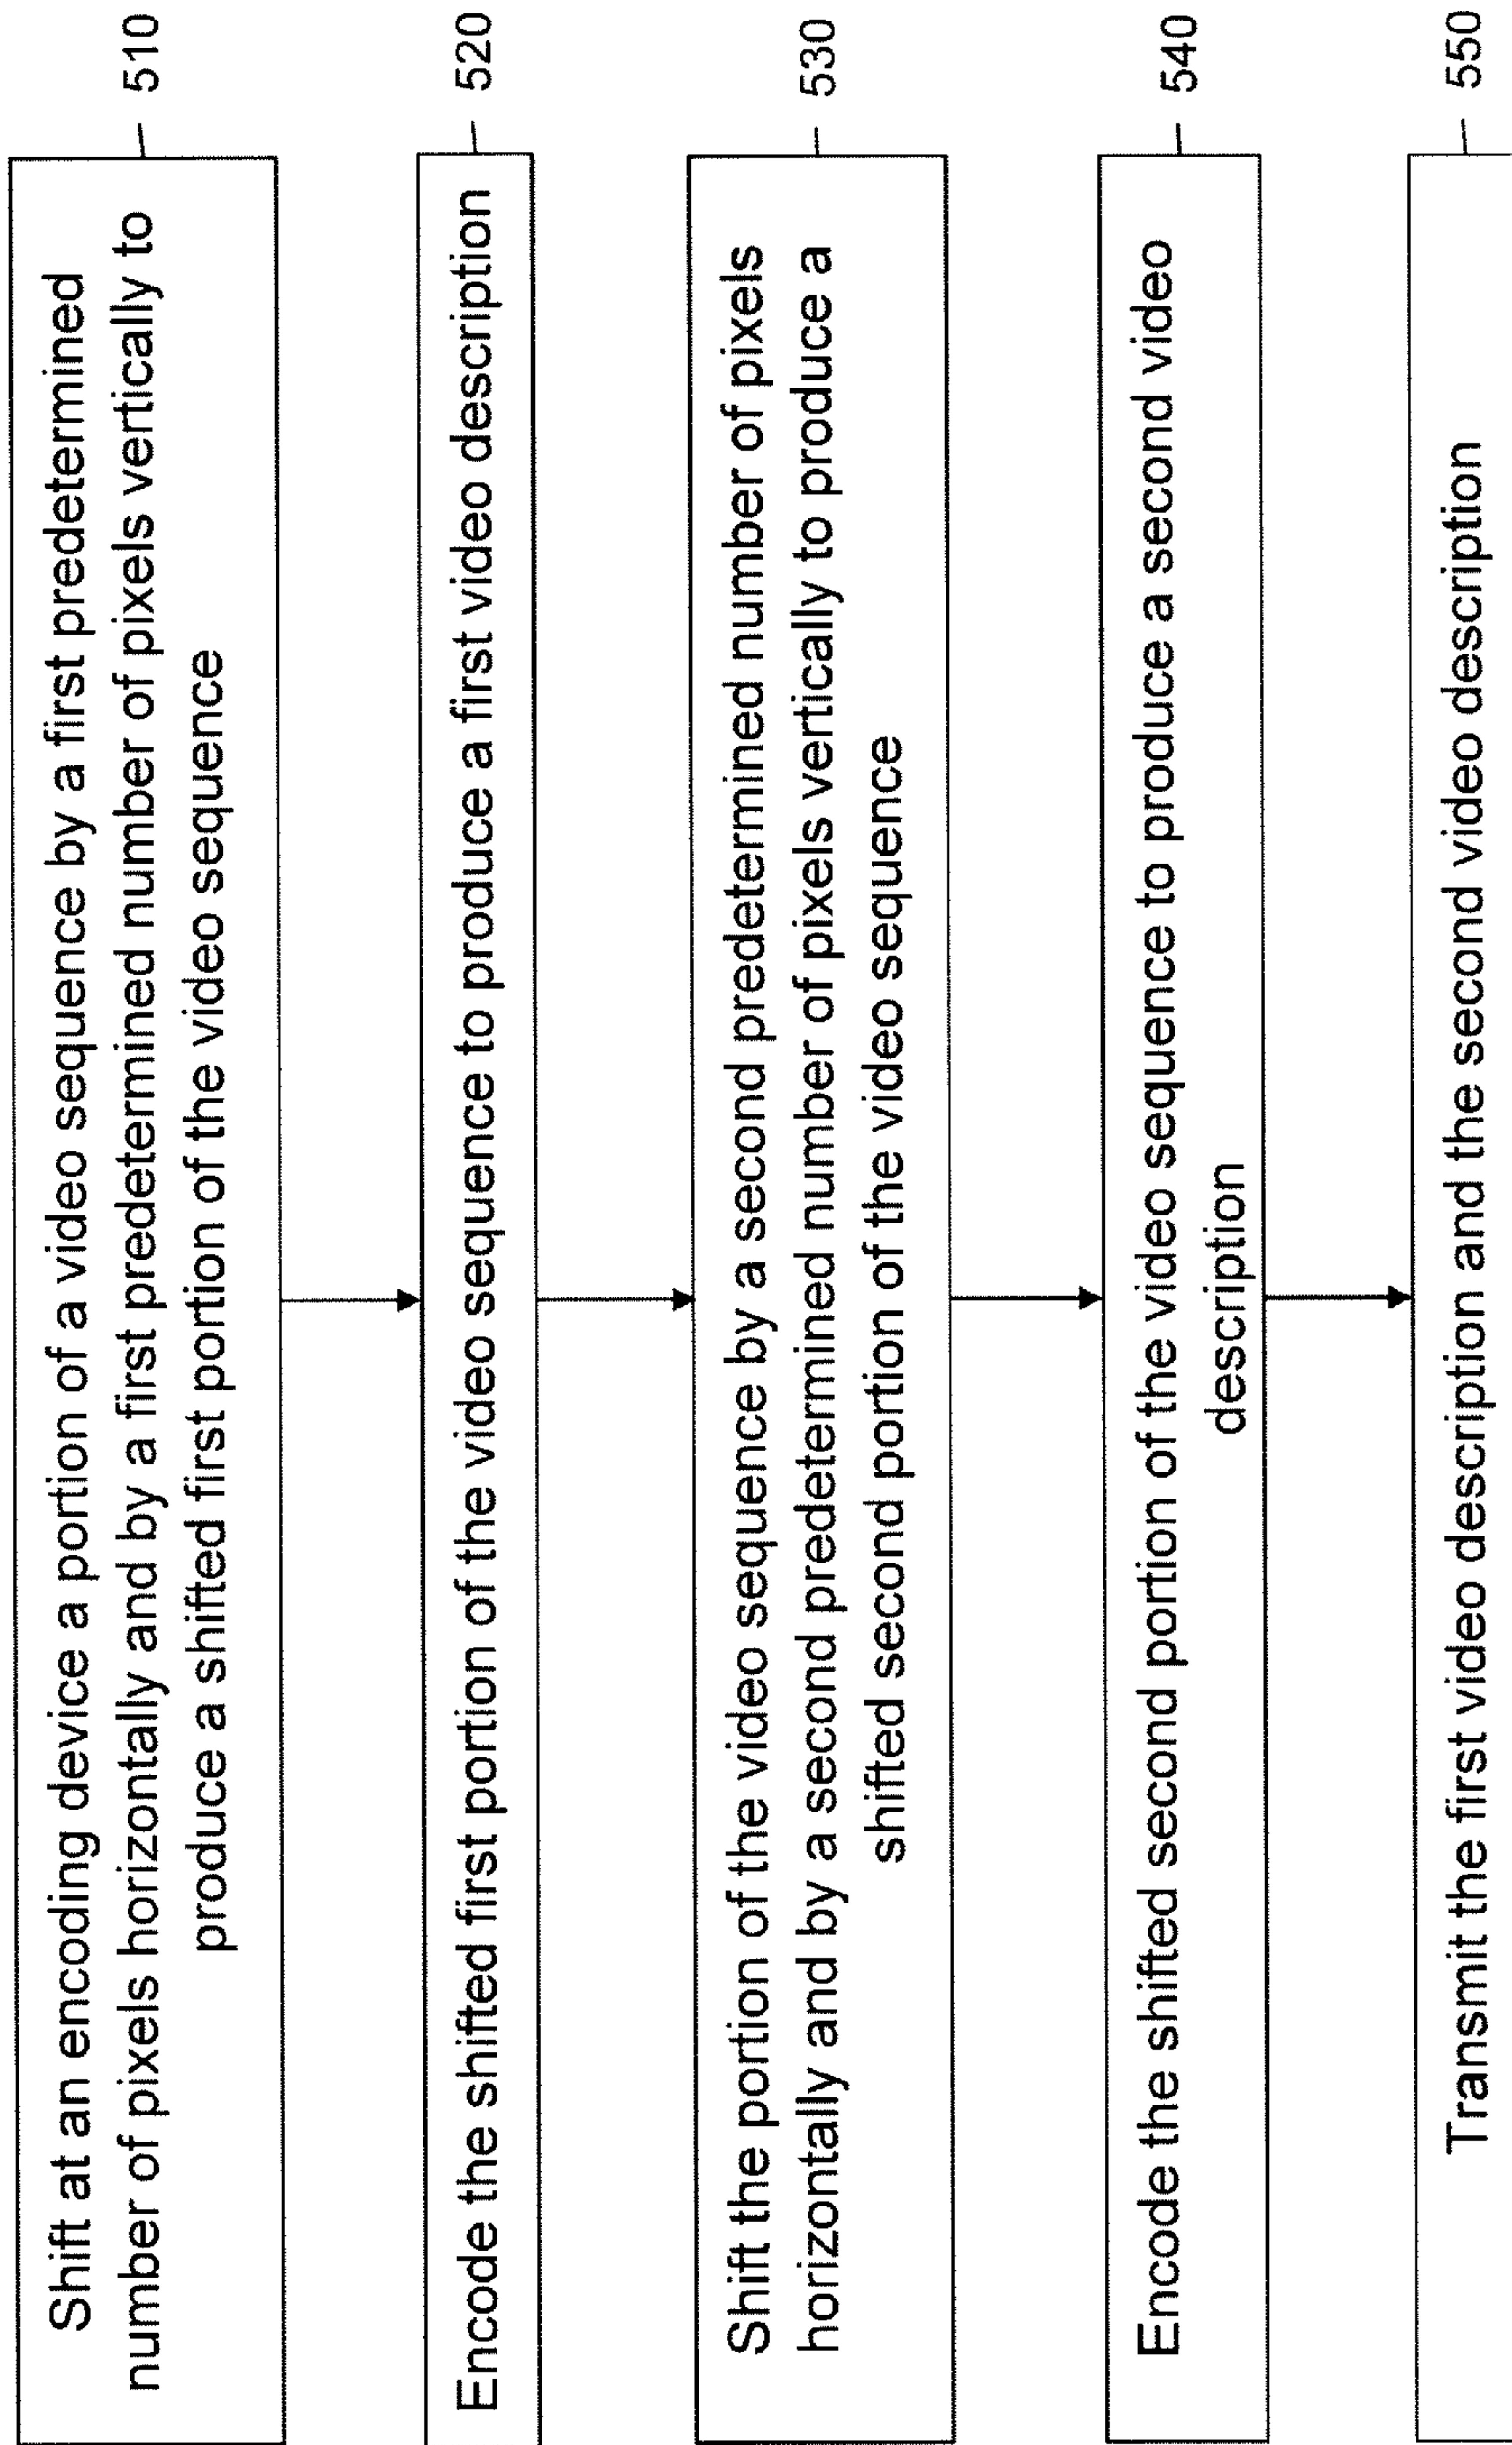 Shift at an encoding device a portion of a video sequence by a first predetermined
number of pixels horizontally and by a first predetermined number of pixels vertically to
produce a shifted first portion of the video sequence
510
Encode the shifted first portion of the video sequence to produce a first video description
520
Shift the portion of the video sequence by a second predetermined number of pixels
horizontally and by a second predetermined number of pixels vertically to produce a
shifted second portion of the video sequence
530
Encode the shifted second portion of the video sequence to produce a second video
description
540
Transmit the first video description and the second video description
550